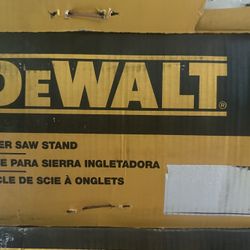 DEWALT®
ER SAW STAND
E PARA SIERRA INGLETADORA
CLE DE SCIE À ONGLETS